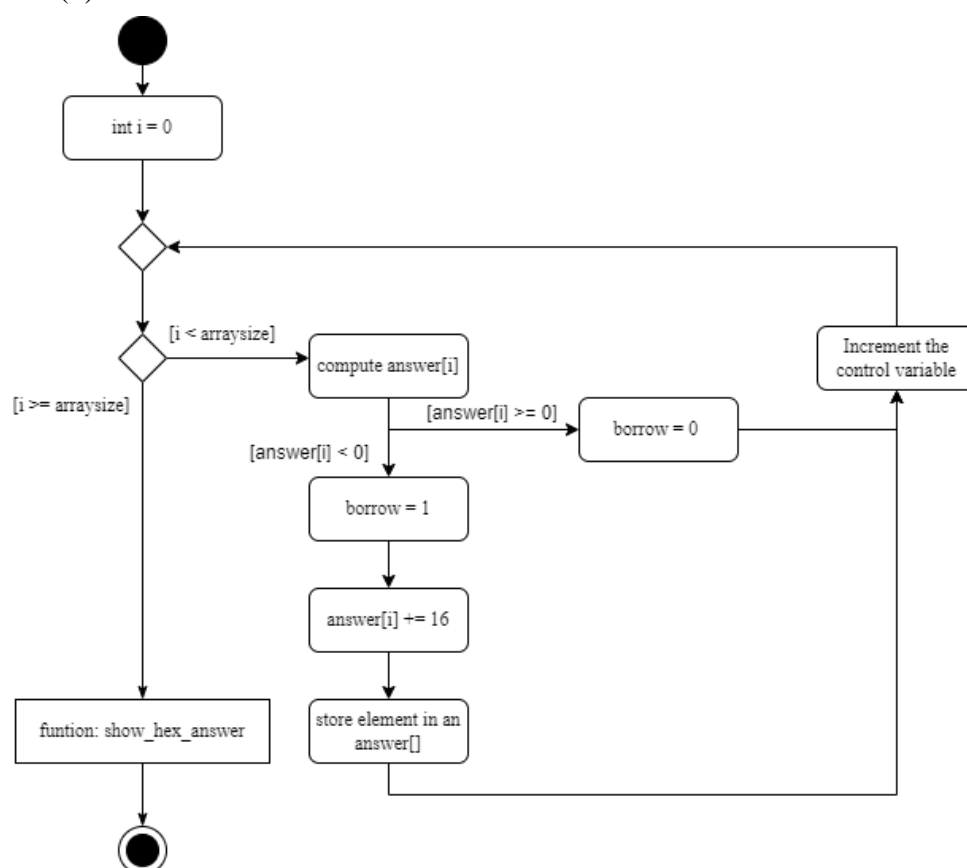 int i = 0
[i < arraysize]
compute answer[i]
Increment the
control variable
[i >= arraysize]
[answer[i] >= 0]
borrow = 0
[answer[i] < 0]
borrow = 1
answer[i] += 16
store element in an
answer[]
funtion: show_hex_answer